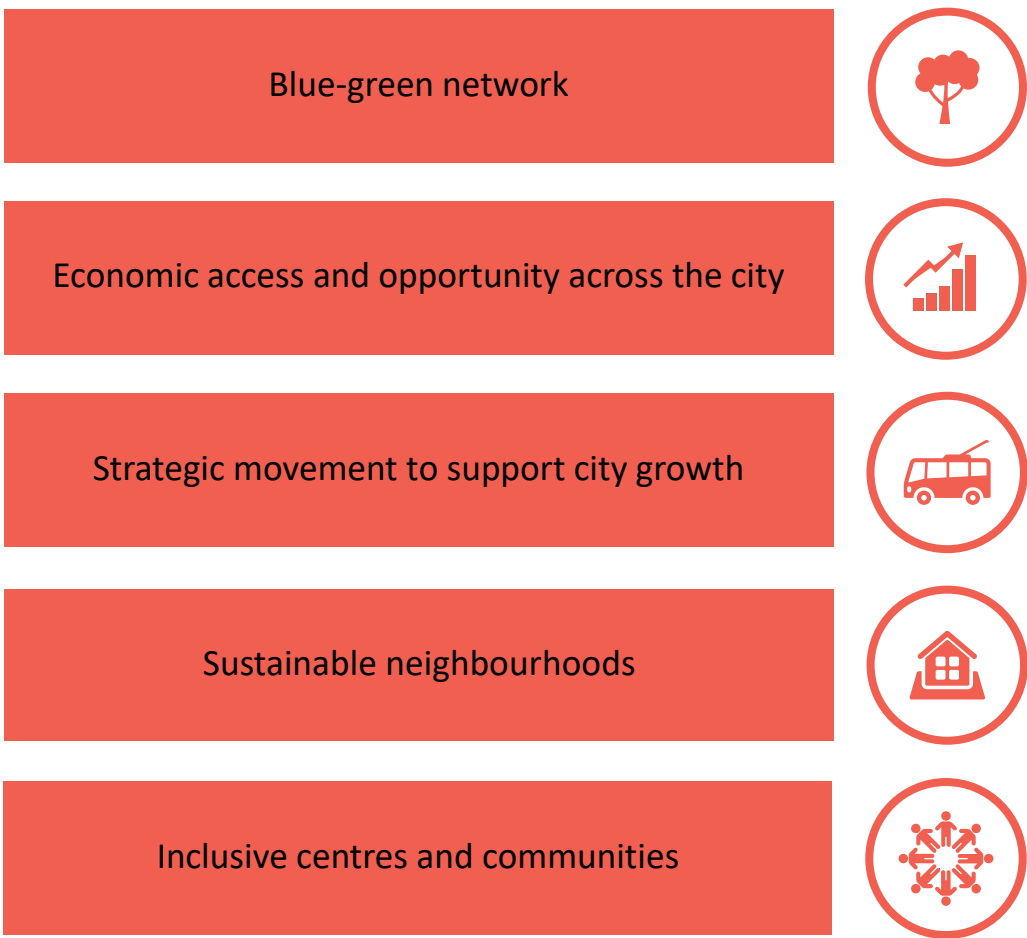 Blue-green network
Economic access and opportunity across the city
Strategic movement to support city growth
Sustainable neighbourhoods
Inclusive centres and communities